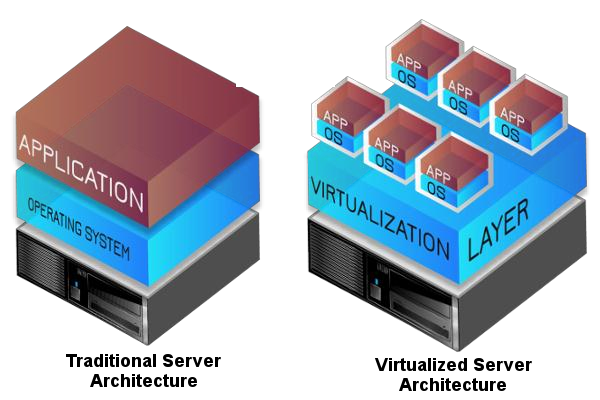 APPLICATION
OPERATING SYSTEM
Traditional Server
Architecture
APP
OS
APP
OS
APP
OS
APP
OS
APP
OS
APP
OS
VIRTUALIZATION
LAYER
Virtualized Server
Architecture